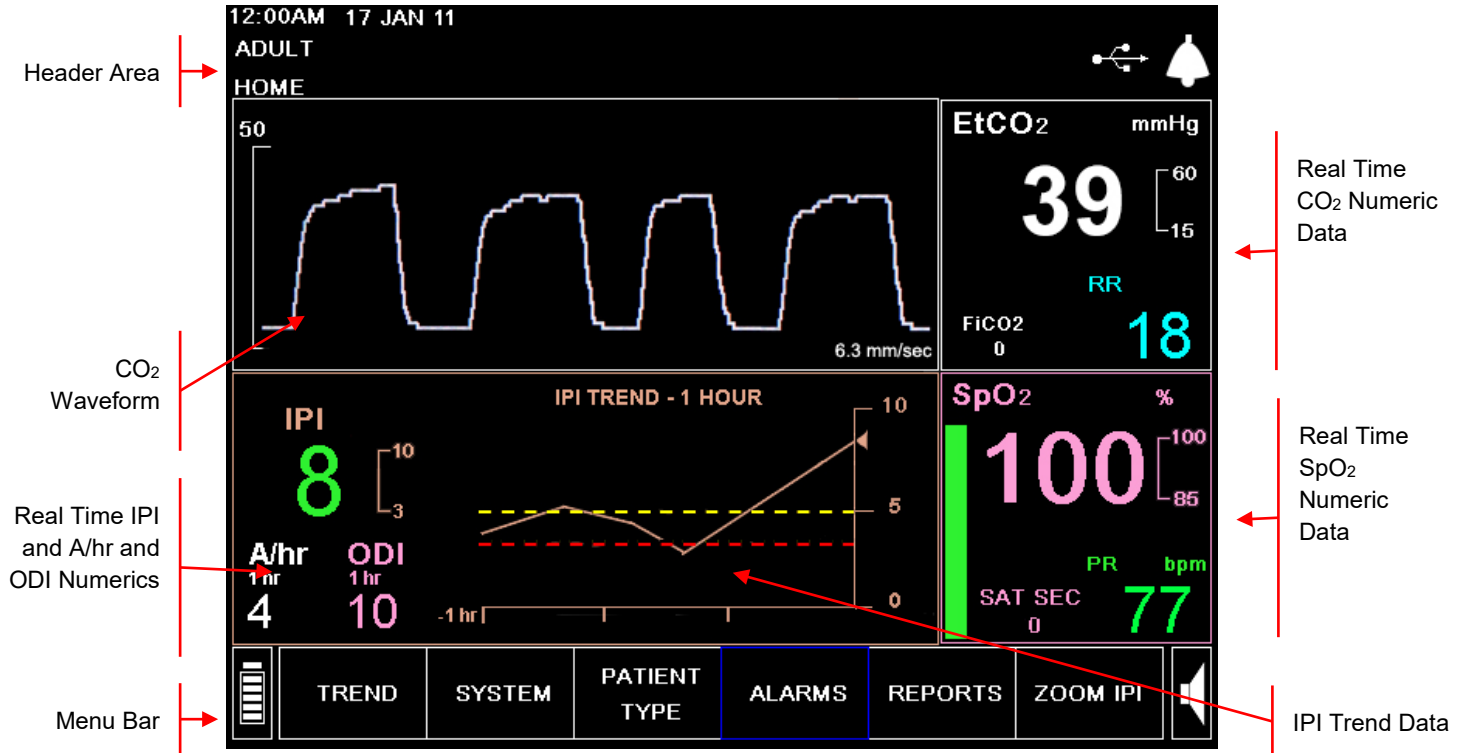 12:00AM 17 JAN 11
ADULT
HOME
Header Area
50
6.3 mm/sec
EtCO2 mmHg
39
60
15
RR
FiCO2
0
18
Real Time
CO2 Numeric
Data
CO2
Waveform
IPI
8
10
3
A/hr
1 hr
4
ODI
1 hr
10
IPI TREND - 1 HOUR
10
5
0
-1 hr
SpO2 %
100
100
85
PR bpm
SAT SEC
0
77
Real Time
SpO2
Numeric
Data
Real Time IPI
and A/hr and
ODI Numerics
Menu Bar
TREND
SYSTEM
PATIENT
TYPE
ALARMS
REPORTS
ZOOM IPI
IPI Trend Data